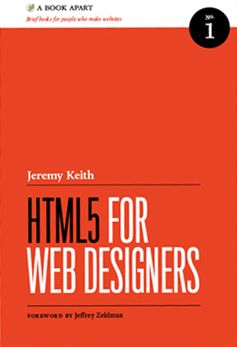 A BOOK APART
Brief books for people who make websites
No.
1
Jeremy Keith
HTML5 FOR
WEB DESIGNERS
FOREWORD BY Jeffrey Zeldman